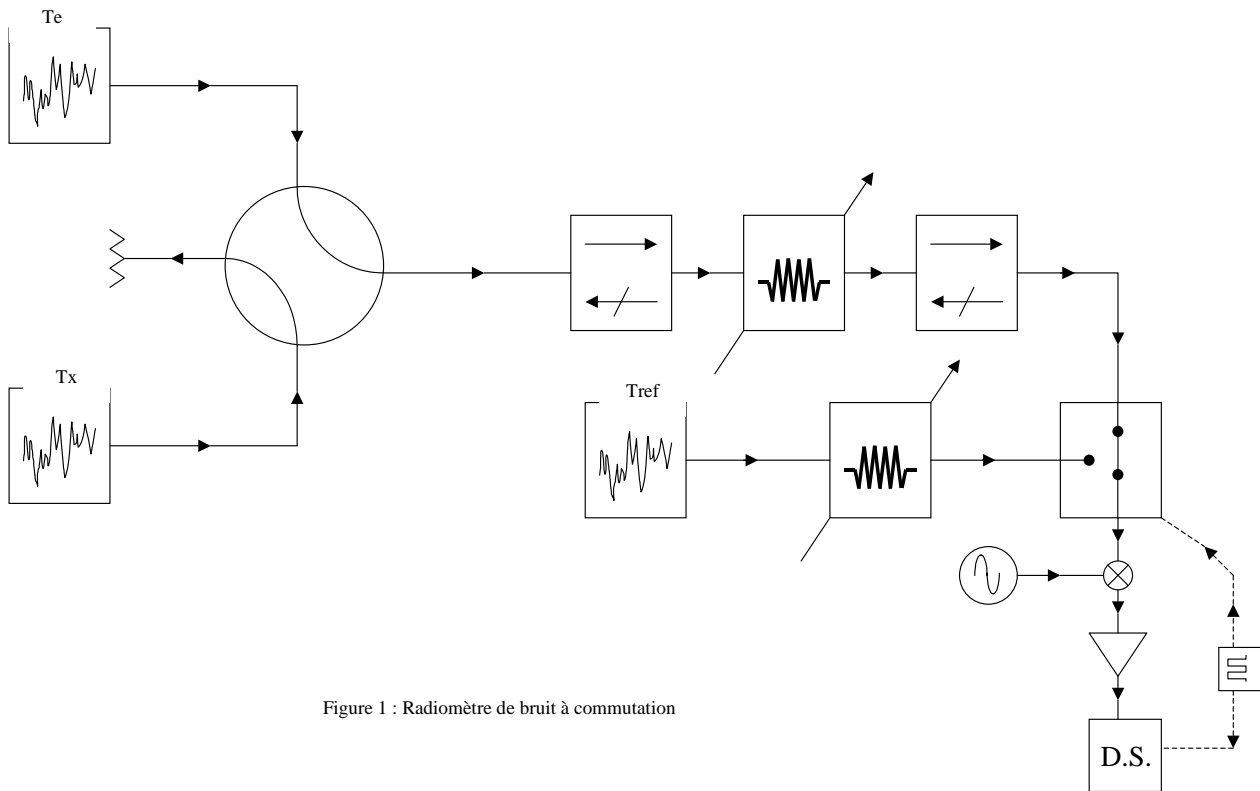 Te
Tx
Tref
Figure 1 : Radiomètre de bruit à commutation
D.S.